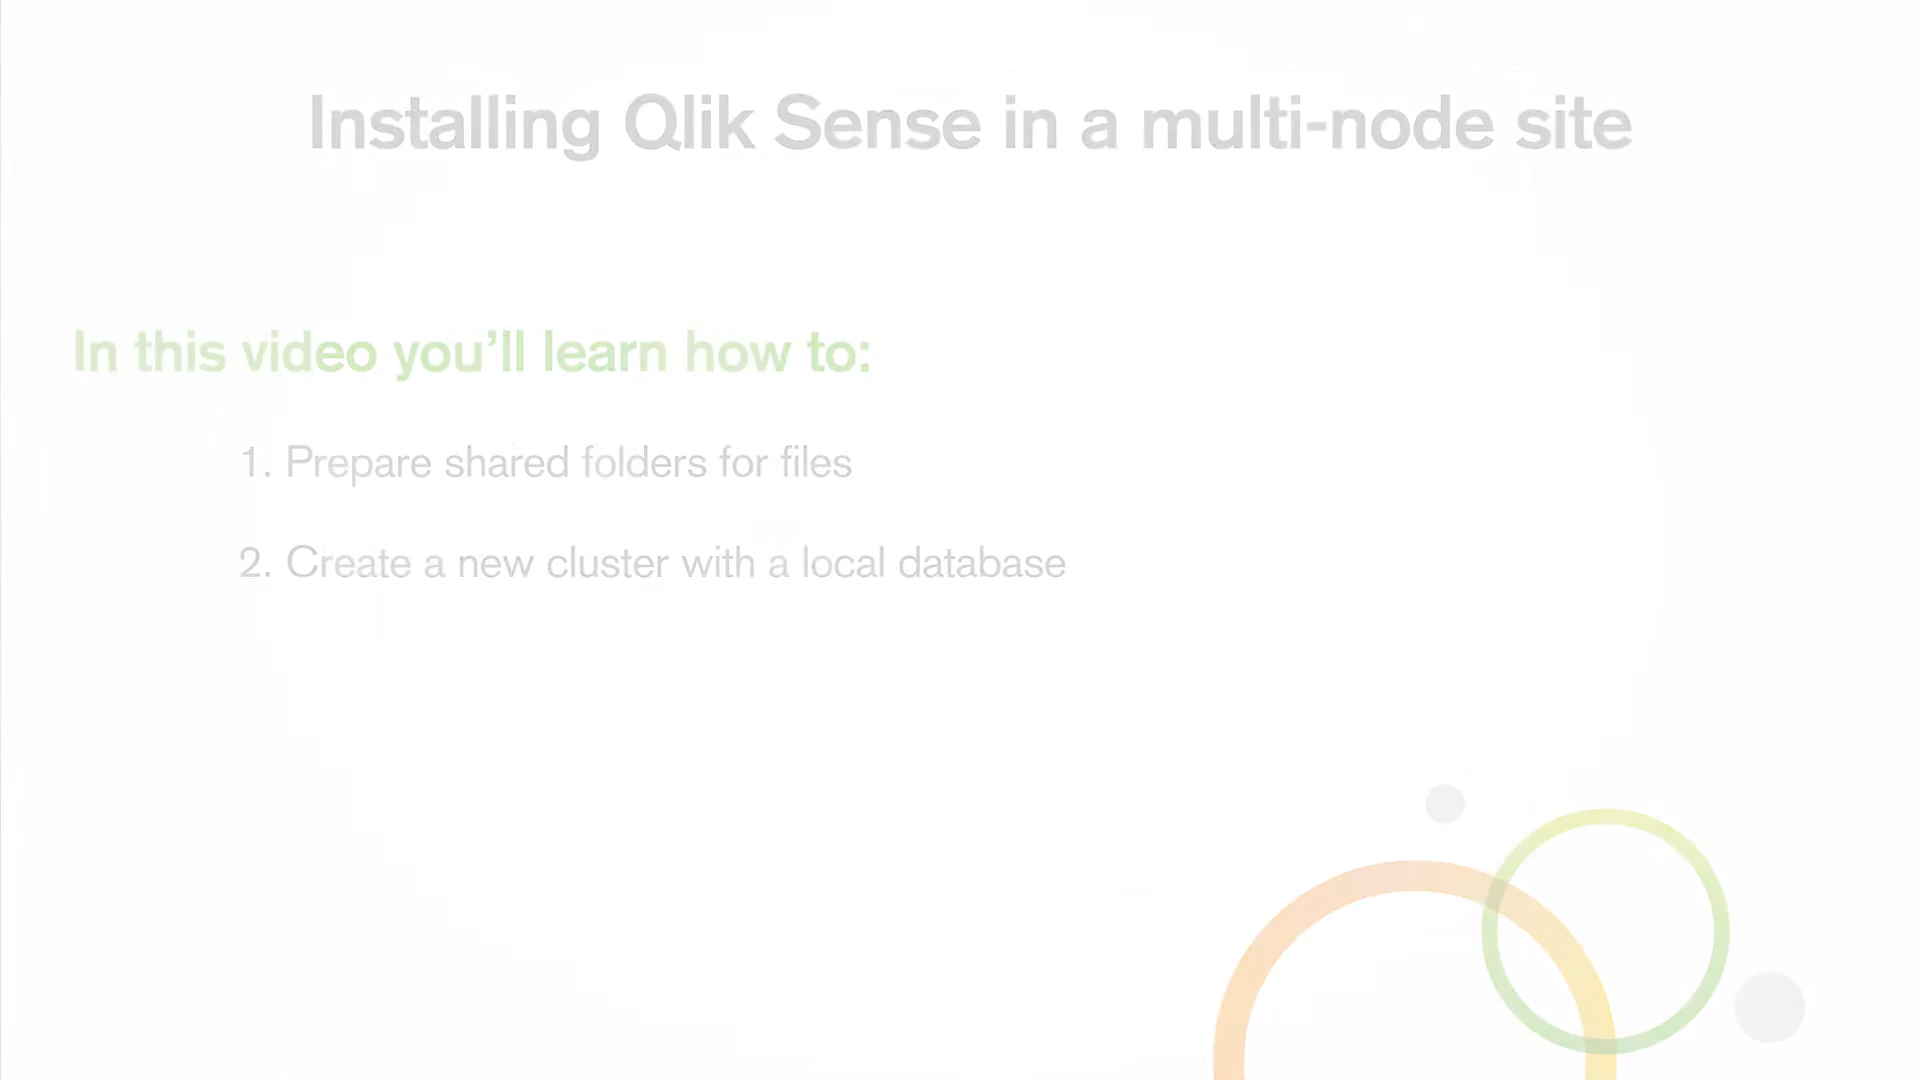 Installing Qlik Sense in a multi-node site
In this video you’ll learn how to:
1. Prepare shared folders for files
2. Create a new cluster with a local database